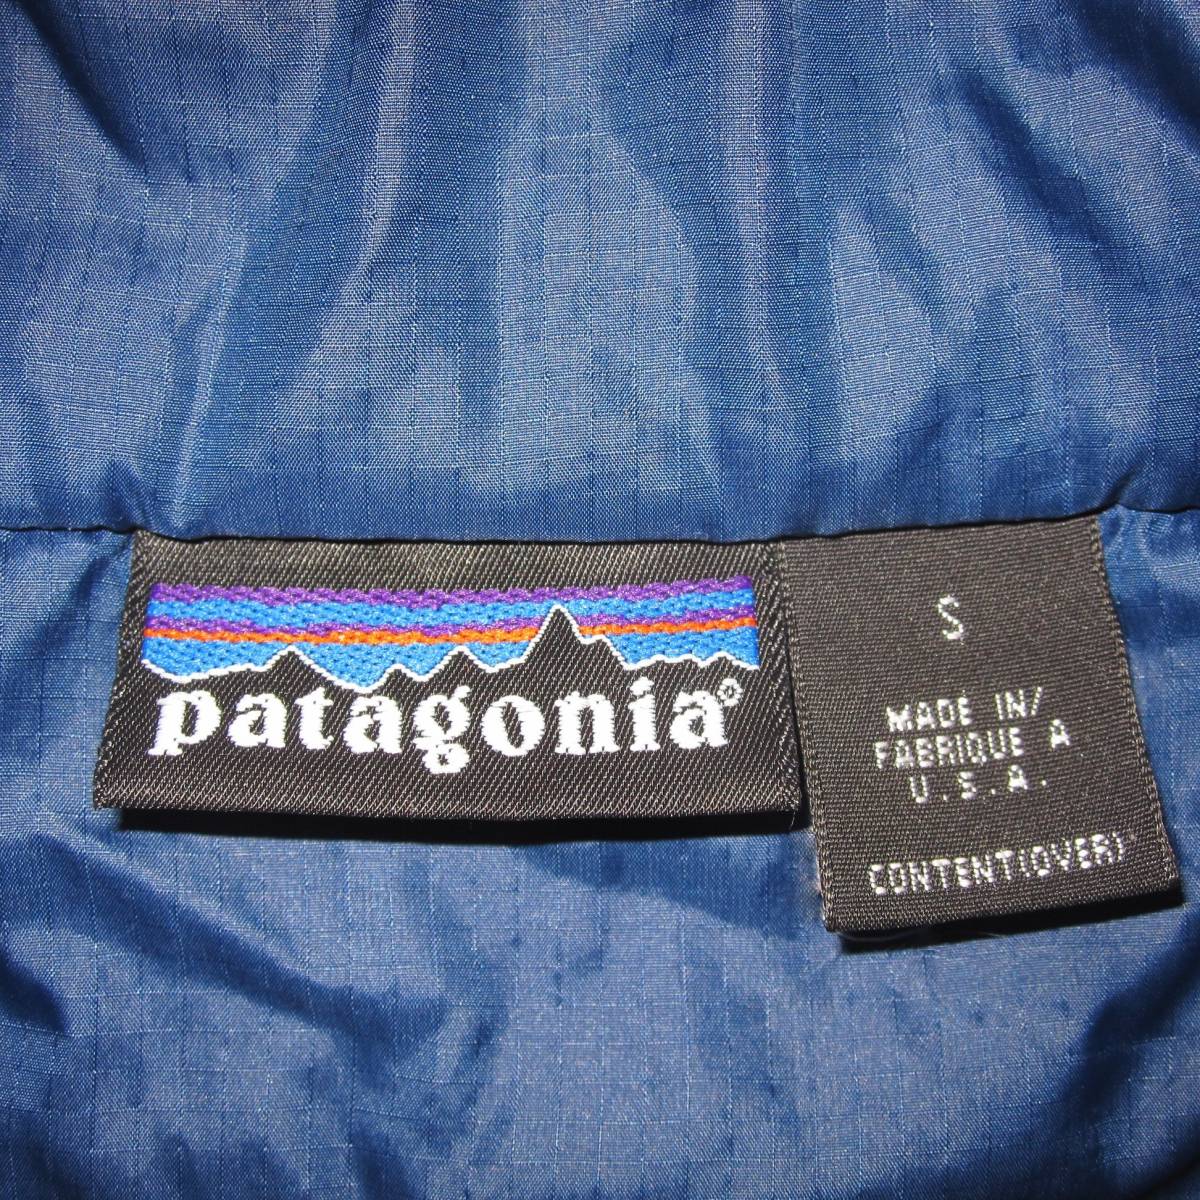 patagonia®
S
MADE IN/
FABRIQUE A
U.S.A.
CONTENT(OVER)